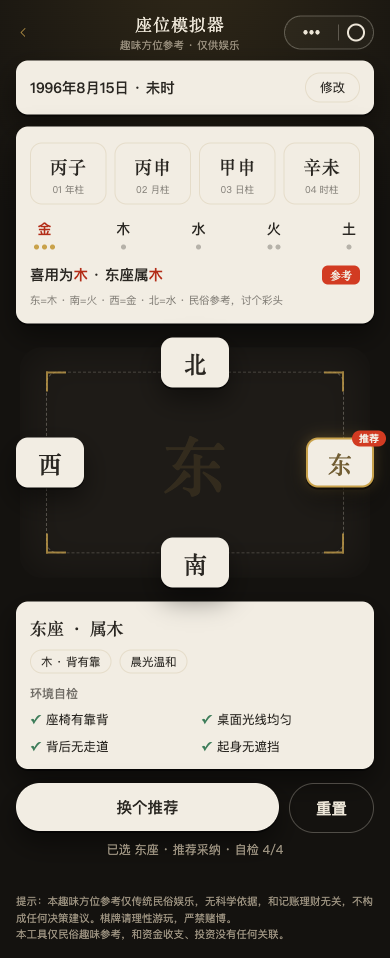 座位模拟器
趣味方位参考 · 仅供娱乐
1996年8月15日 · 未时
修改
丙子 丙申 甲申 辛未
01 年柱 02 月柱 03 日柱 04 时柱
金 木 水 火 土
喜用为木 · 东座属木
参考
东=木 · 南=火 · 西=金 · 北=水 · 民俗参考，讨个彩头
北
推荐
西 东 东
南
东座 · 属木
木 · 背有靠 晨光温和
环境自检
✓ 座椅有靠背 ✓ 桌面光线均匀
✓ 背后无走道 ✓ 起身无遮挡
换个推荐 重置
已选 东座 · 推荐采纳 · 自检 4/4
提示：本趣味方位参考仅传统民俗娱乐，无科学依据，和记账理财无关，不构
成任何决策建议。棋牌请理性游玩，严禁赌博。
本工具仅民俗趣味参考，和资金收支、投资没有任何关联。